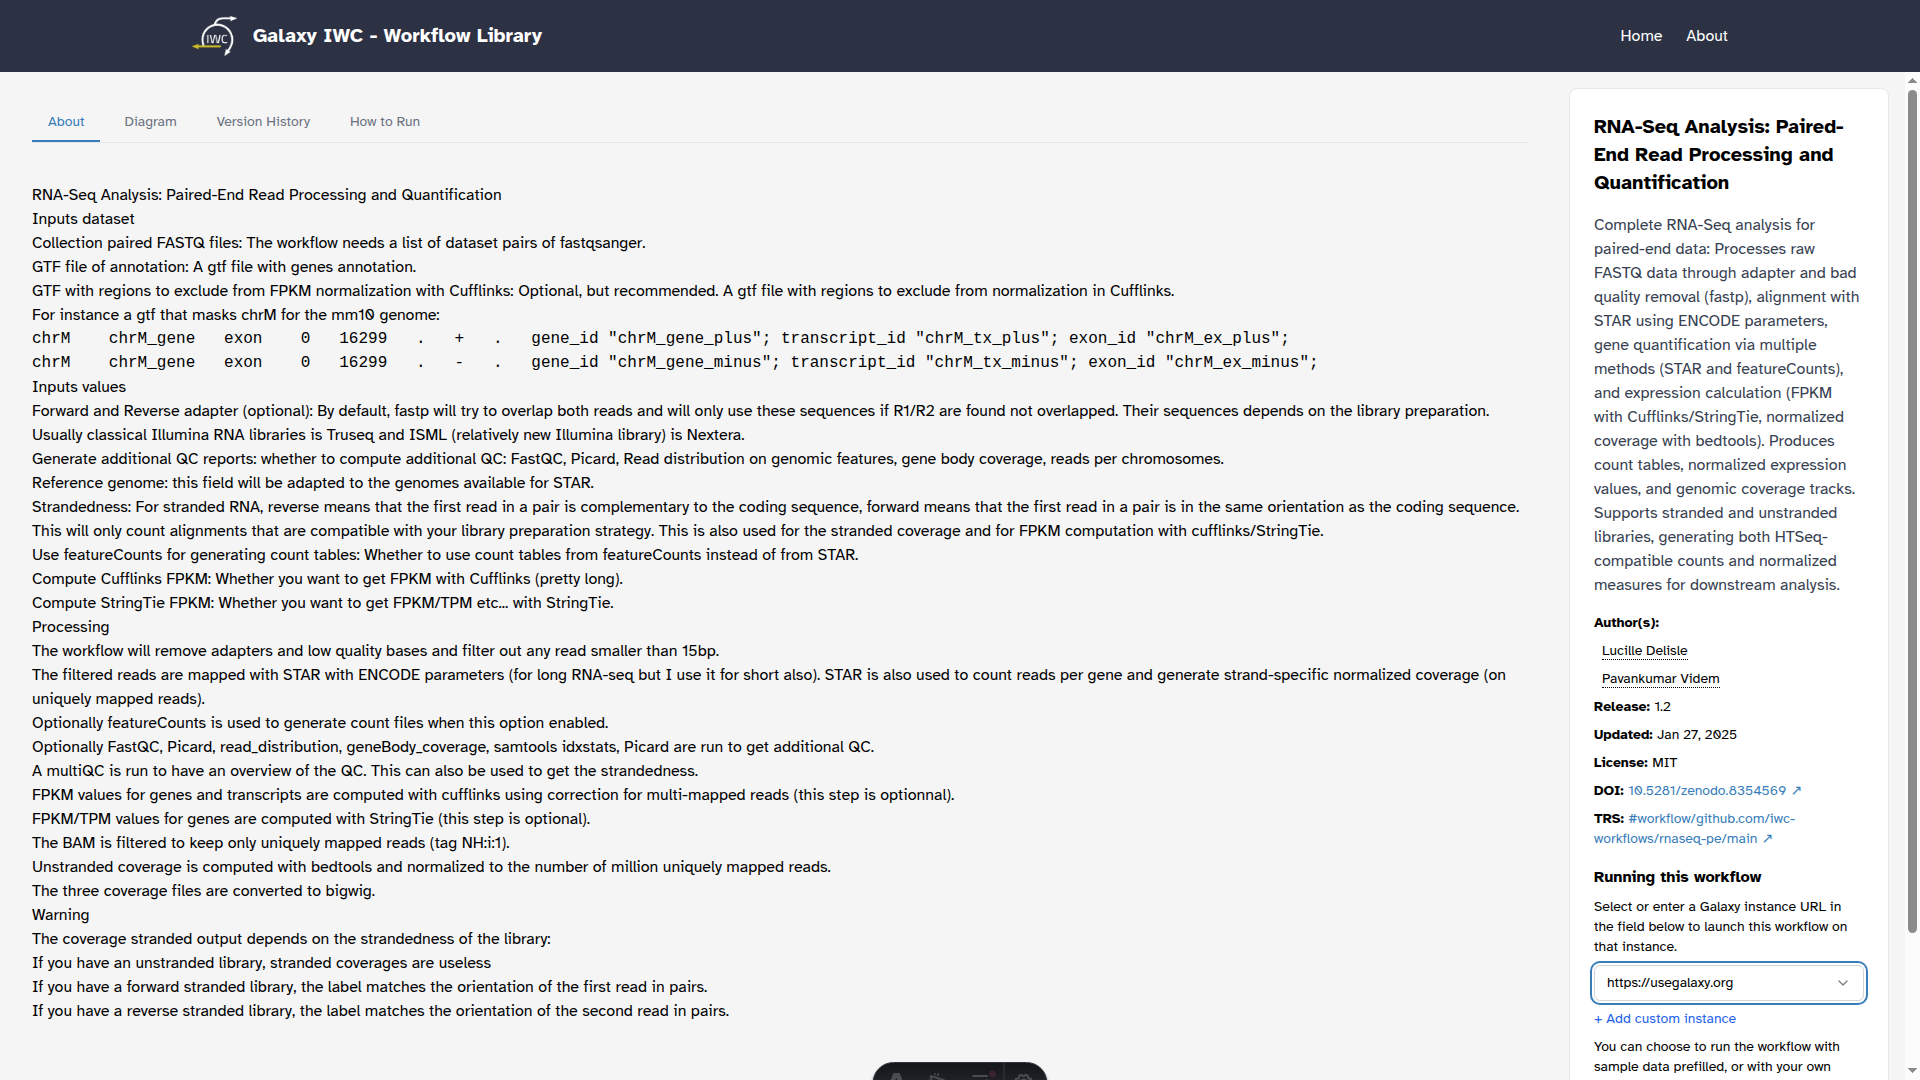 IWC
Galaxy IWC - Workflow Library
Home
About
About
Diagram
Version History
How to Run
RNA-Seq Analysis: Paired-End Read Processing and Quantification
Inputs dataset
Collection paired FASTQ files: The workflow needs a list of dataset pairs of fastqsanger.
GTF file of annotation: A gtf file with genes annotation.
GTF with regions to exclude from FPKM normalization with Cufflinks: Optional, but recommended. A gtf file with regions to exclude from normalization in Cufflinks.
For instance a gtf that masks chrM for the mm10 genome:
chrM    chrM_gene   exon    0   16299   .   +   .   gene_id "chrM_gene_plus"; transcript_id "chrM_tx_plus"; exon_id "chrM_ex_plus";
chrM    chrM_gene   exon    0   16299   .   -   .   gene_id "chrM_gene_minus"; transcript_id "chrM_tx_minus"; exon_id "chrM_ex_minus";
Inputs values
Forward and Reverse adapter (optional): By default, fastp will try to overlap both reads and will only use these sequences if R1/R2 are found not overlapped. Their sequences depends on the library preparation.
Usually classical Illumina RNA libraries is Truseq and ISML (relatively new Illumina library) is Nextera.
Generate additional QC reports: whether to compute additional QC: FastQC, Picard, Read distribution on genomic features, gene body coverage, reads per chromosomes.
Reference genome: this field will be adapted to the genomes available for STAR.
Strandedness: For stranded RNA, reverse means that the first read in a pair is complementary to the coding sequence, forward means that the first read in a pair is in the same orientation as the coding sequence.
This will only count alignments that are compatible with your library preparation strategy. This is also used for the stranded coverage and for FPKM computation with cufflinks/StringTie.
Use featureCounts for generating count tables: Whether to use count tables from featureCounts instead of from STAR.
Compute Cufflinks FPKM: Whether you want to get FPKM with Cufflinks (pretty long).
Compute StringTie FPKM: Whether you want to get FPKM/TPM etc... with StringTie.
Processing
The workflow will remove adapters and low quality bases and filter out any read smaller than 15bp.
The filtered reads are mapped with STAR with ENCODE parameters (for long RNA-seq but I use it for short also). STAR is also used to count reads per gene and generate strand-specific normalized coverage (on
uniquely mapped reads).
Optionally featureCounts is used to generate count files when this option enabled.
Optionally FastQC, Picard, read_distribution, geneBody_coverage, samtools idxstats, Picard are run to get additional QC.
A multiQC is run to have an overview of the QC. This can also be used to get the strandedness.
FPKM values for genes and transcripts are computed with cufflinks using correction for multi-mapped reads (this step is optionnal).
FPKM/TPM values for genes are computed with StringTie (this step is optional).
The BAM is filtered to keep only uniquely mapped reads (tag NH:i:1).
Unstranded coverage is computed with bedtools and normalized to the number of million uniquely mapped reads.
The three coverage files are converted to bigwig.
Warning
The coverage stranded output depends on the strandedness of the library:
If you have an unstranded library, stranded coverages are useless
If you have a forward stranded library, the label matches the orientation of the first read in pairs.
If you have a reverse stranded library, the label matches the orientation of the second read in pairs.
RNA-Seq Analysis: Paired-
End Read Processing and
Quantification
Complete RNA-Seq analysis for
paired-end data: Processes raw
FASTQ data through adapter and bad
quality removal (fastp), alignment with
STAR using ENCODE parameters,
gene quantification via multiple
methods (STAR and featureCounts),
and expression calculation (FPKM
with Cufflinks/StringTie, normalized
coverage with bedtools). Produces
count tables, normalized expression
values, and genomic coverage tracks.
Supports stranded and unstranded
libraries, generating both HTSeq-
compatible counts and normalized
measures for downstream analysis.
Author(s):
Lucille Delisle
Pavankumar Videm
Release: 1.2
Updated: Jan 27, 2025
License: MIT
DOI: 10.5281/zenodo.8354569 ↗
TRS: #workflow/github.com/iwc-
workflows/rnaseq-pe/main ↗
Running this workflow
Select or enter a Galaxy instance URL in
the field below to launch this workflow on
that instance.
https://usegalaxy.org
+ Add custom instance
You can choose to run the workflow with
sample data prefilled, or with your own